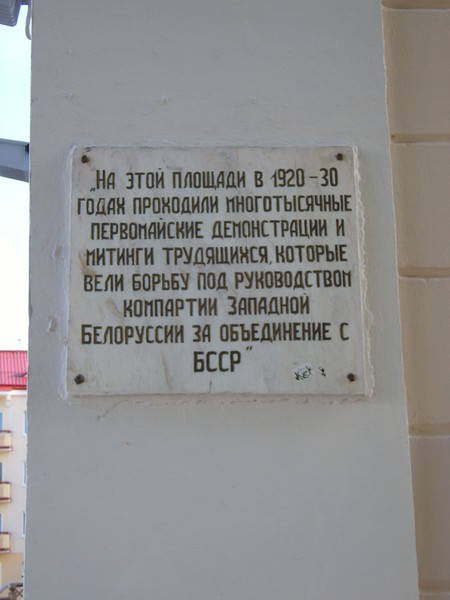 „НА ЭТОЙ ПЛОЩАДИ В 1920-30
ГОДАХ ПРОХОДИЛИ МНОГОТЫСЯЧНЫЕ
ПЕРВОМАЙСКИЕ ДЕМОНСТРАЦИИ И
МИТИНГИ ТРУДЯЩИХСЯ, КОТОРЫЕ
ВЕЛИ БОРЬБУ ПОД РУКОВОДСТВОМ
КОМПАРТИИ ЗАПАДНОЙ
БЕЛОРУССИИ ЗА ОБЪЕДИНЕНИЕ С
БССР"